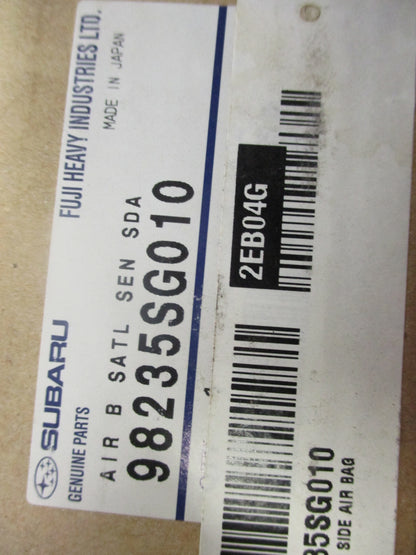 SUBARU
FUJI HEAVY INDUSTRIES LTD.
GENUINE PARTS
MADE IN JAPAN
AIR B SATL SEN SDA
98235SG010
2EB04G
35SG010
SIDE AIR BAG